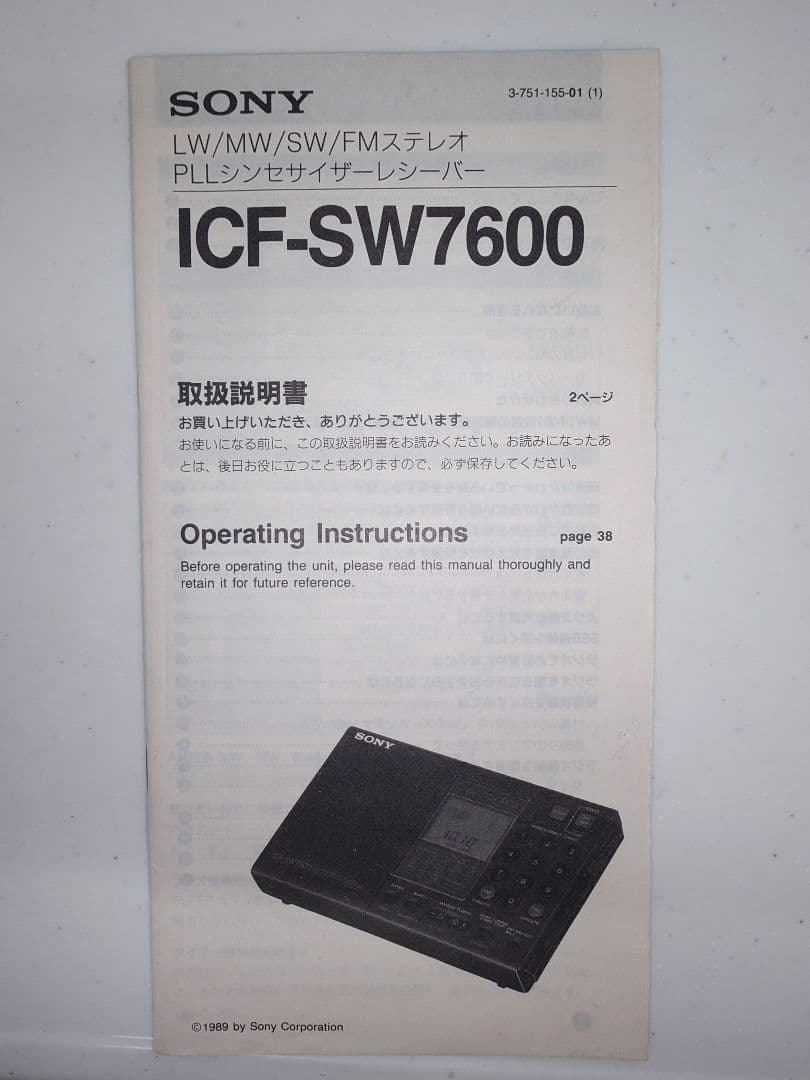 SONY
3-751-155-01 (1)
LW/MW/SW/FMステレオ
PLLシンセサイザーレシーバー
ICF-SW7600
取扱説明書
2ページ
お買い上げいただき、ありがとうございます。
お使いになる前に、この取扱説明書をお読みください。お読みになったあ
とは、後日お役に立つこともありますので、必ず保存してください。
Operating Instructions
page 38
Before operating the unit, please read this manual thoroughly and
retain it for future reference.
SONY
10:10
©1989 by Sony Corporation